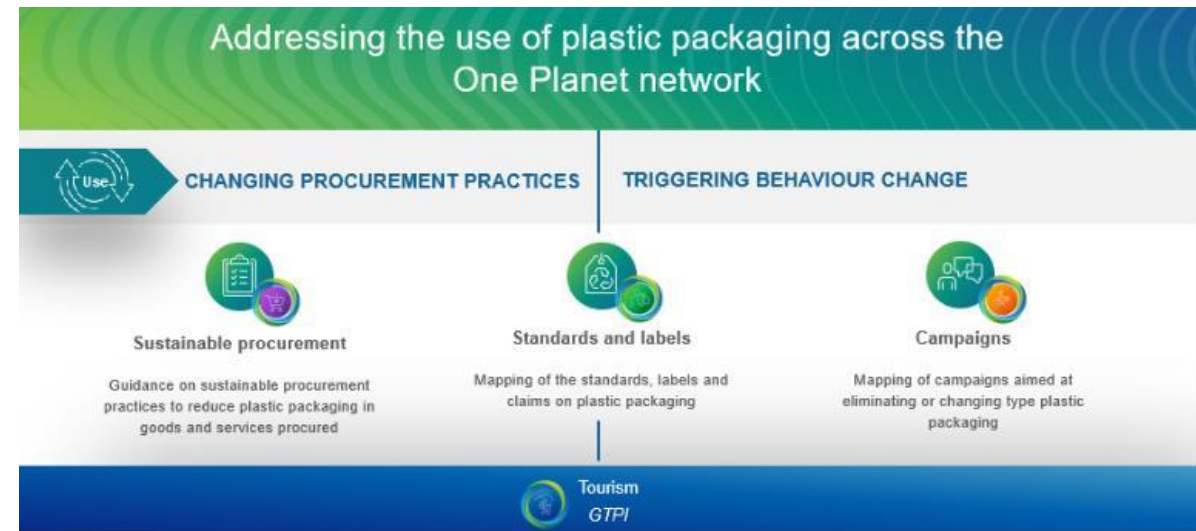 Addressing the use of plastic packaging across the
One Planet network
Use
CHANGING PROCUREMENT PRACTICES
TRIGGERING BEHAVIOUR CHANGE
Sustainable procurement
Guidance on sustainable procurement
practices to reduce plastic packaging in
goods and services procured
Standards and labels
Mapping of the standards, labels and
claims on plastic packaging
Campaigns
Mapping of campaigns aimed at
eliminating or changing type plastic
packaging
Tourism
GTPI